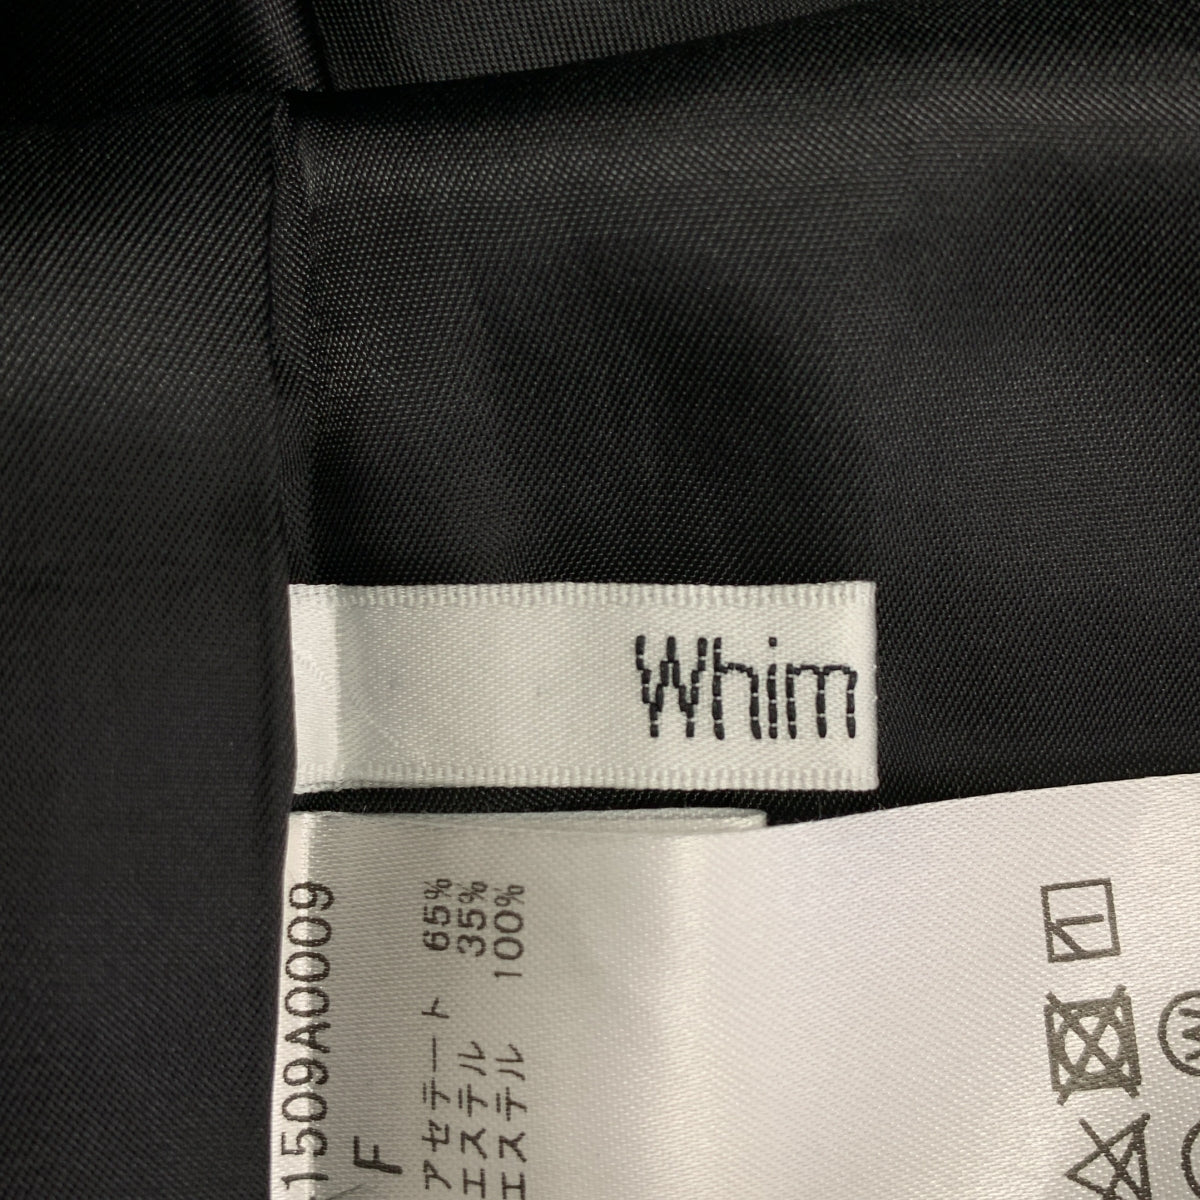 Whim
1509A0009
F
アセテート 65%
エステル 35%
エステル 100%
W